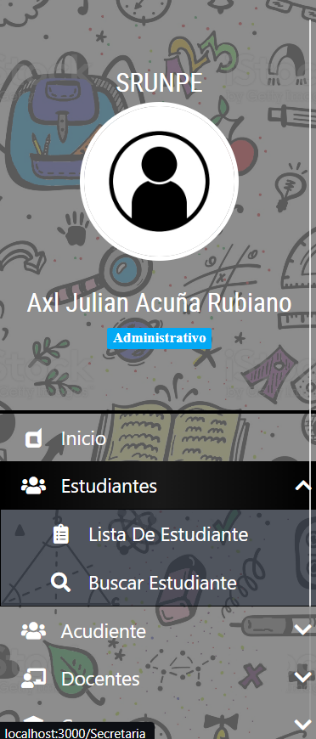 SRUNPE
Axl Julian Acuña Rubiano
Administrativo
Inicio
Estudiantes
Lista De Estudiante
Buscar Estudiante
Acudiente
Docentes
localhost:3000/Secretaria